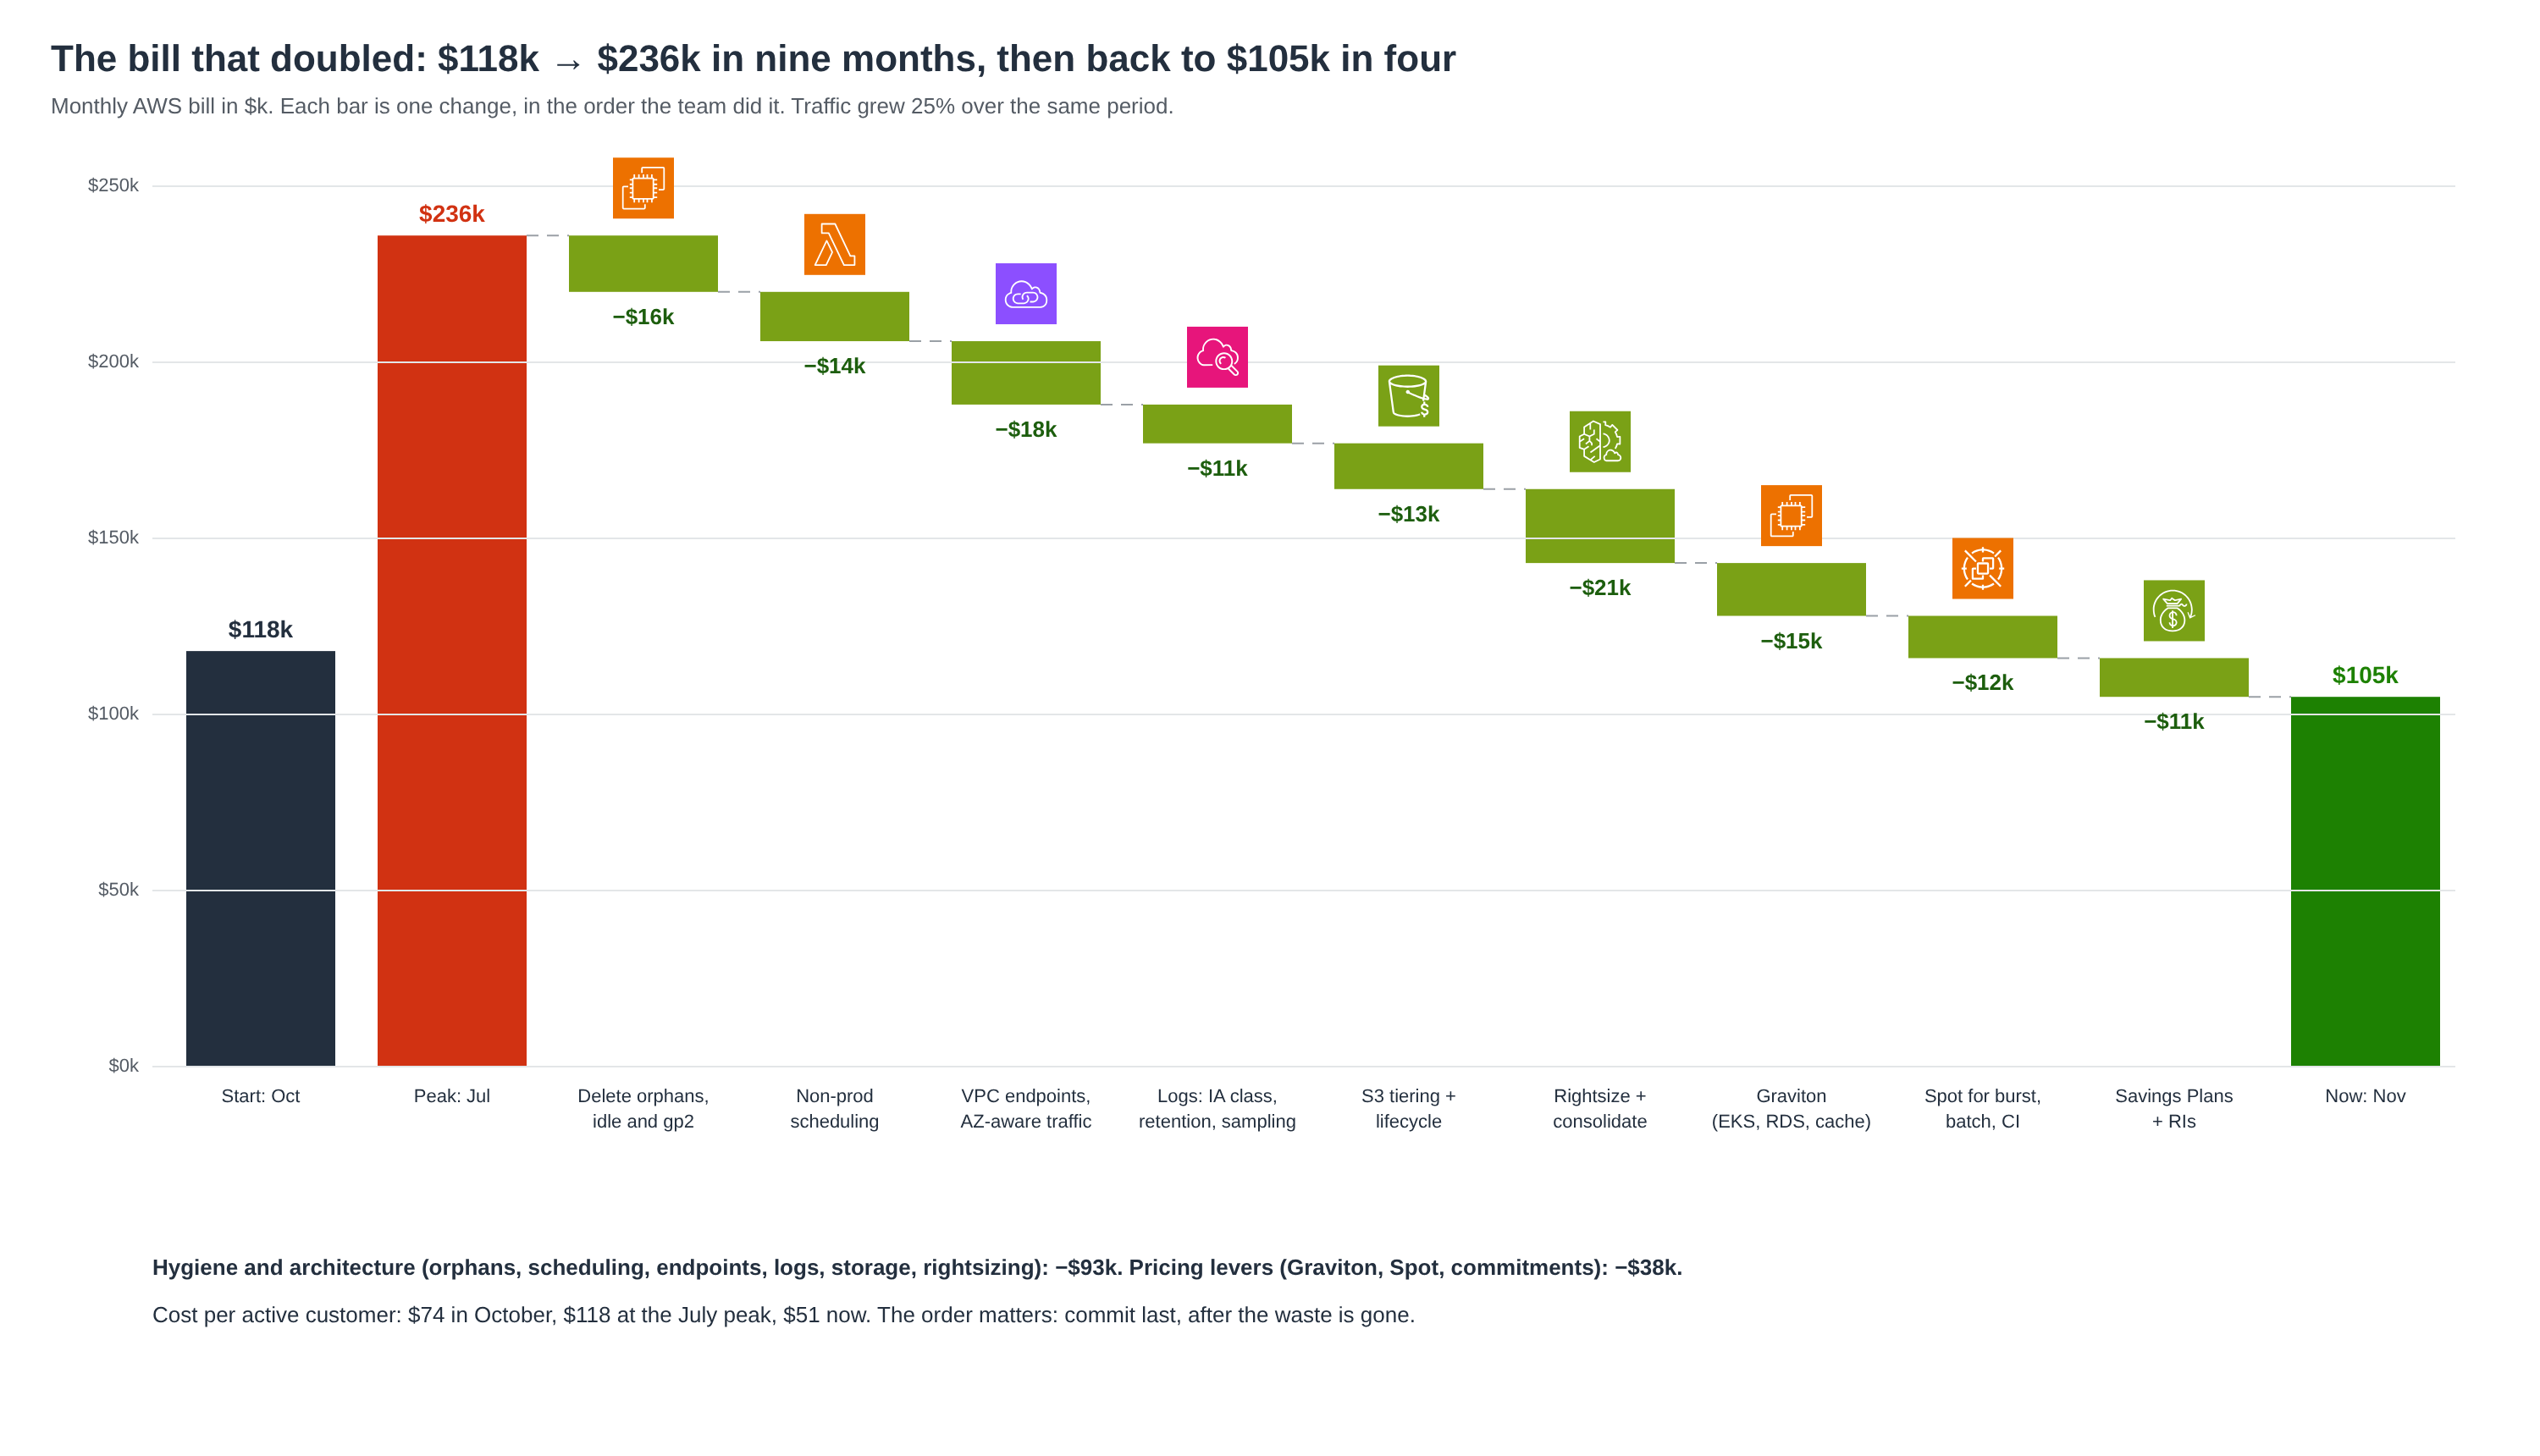 The bill that doubled: $118k → $236k in nine months, then back to $105k in four
Monthly AWS bill in $k. Each bar is one change, in the order the team did it. Traffic grew 25% over the same period.
$250k
$200k
$150k
$100k
$50k
$0k
$118k
$236k
−$16k
−$14k
−$18k
−$11k
−$13k
−$21k
−$15k
−$12k
−$11k
$105k
Start: Oct
Peak: Jul
Delete orphans,
idle and gp2
Non-prod
scheduling
VPC endpoints,
AZ-aware traffic
Logs: IA class,
retention, sampling
S3 tiering +
lifecycle
Rightsize +
consolidate
Graviton
(EKS, RDS, cache)
Spot for burst,
batch, CI
Savings Plans
+ RIs
Now: Nov
Hygiene and architecture (orphans, scheduling, endpoints, logs, storage, rightsizing): −$93k. Pricing levers (Graviton, Spot, commitments): −$38k.
Cost per active customer: $74 in October, $118 at the July peak, $51 now. The order matters: commit last, after the waste is gone.